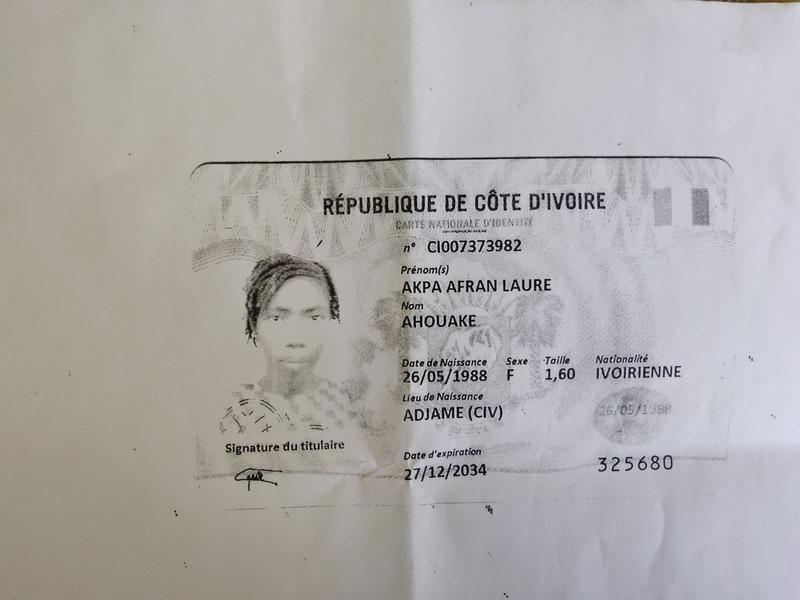 RÉPUBLIQUE DE CÔTE D'IVOIRE
CARTE NATIONALE D'IDENTITÉ
n° CI007373982
Prénom(s)
AKPA AFRAN LAURE
Nom
AHOUAKE
Date de Naissance Sexe Taille Nationalité
26/05/1988 F 1,60 IVOIRIENNE
Lieu de Naissance
ADJAME (CIV)
26/05/1988
Signature du titulaire
Date d'expiration
27/12/2034
325680